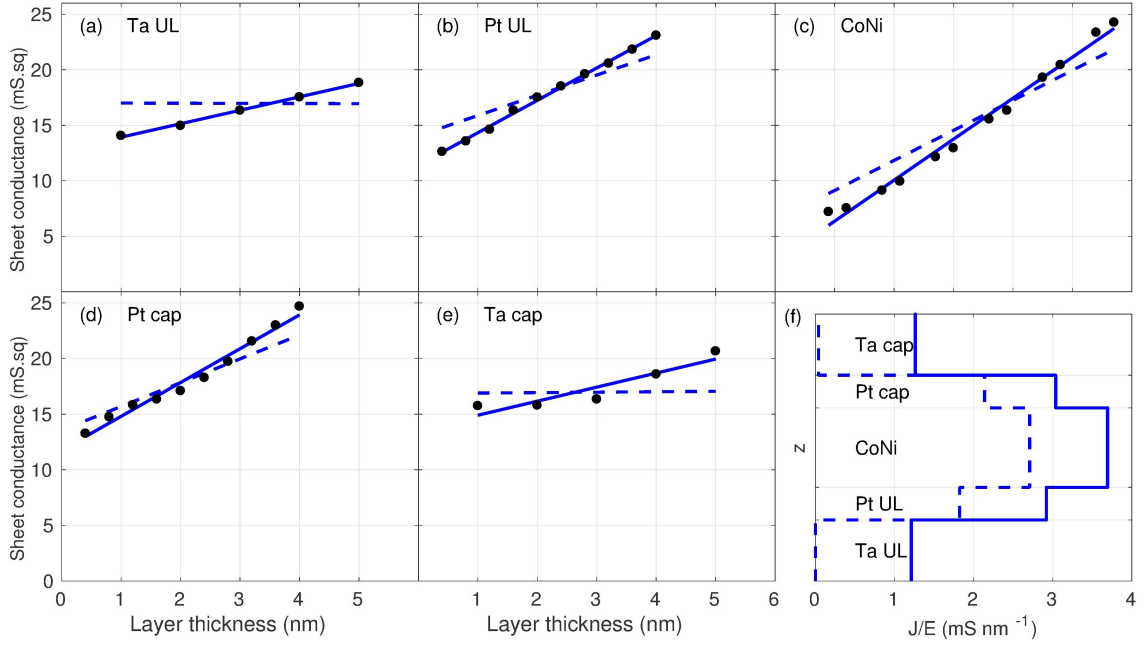 (a) Ta UL
(b) Pt UL
(c) CoNi
25
20
15
10
5
Sheet conductance (mS.sq)
(d) Pt cap
(e) Ta cap
(f)
25
20
15
10
5
0
Sheet conductance (mS.sq)
Ta cap
Pt cap
CoNi
Pt UL
Ta UL
z
0 1 2 3 4 5
1 2 3 4 5 6
0 1 2 3 4
Layer thickness (nm)
Layer thickness (nm)
J/E (mS nm -1)